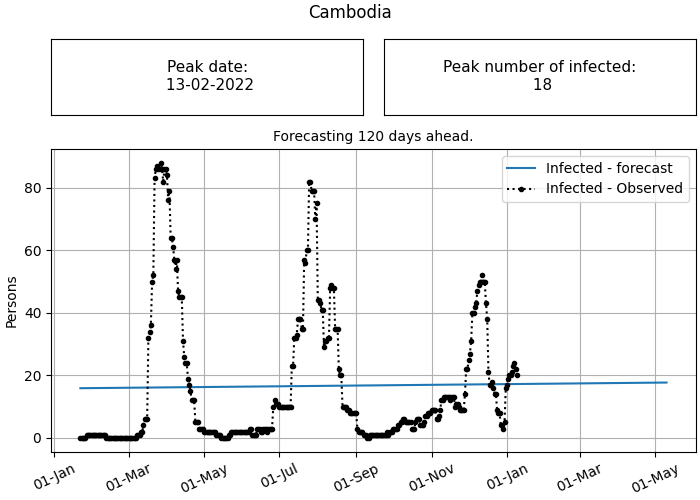 Cambodia
Peak date:
13-02-2022
Peak number of infected:
18
Forecasting 120 days ahead.
Infected - forecast
Infected - Observed
Persons
80
60
40
20
0
01-Jan
01-Mar
01-May
01-Jul
01-Sep
01-Nov
01-Jan
01-Mar
01-May